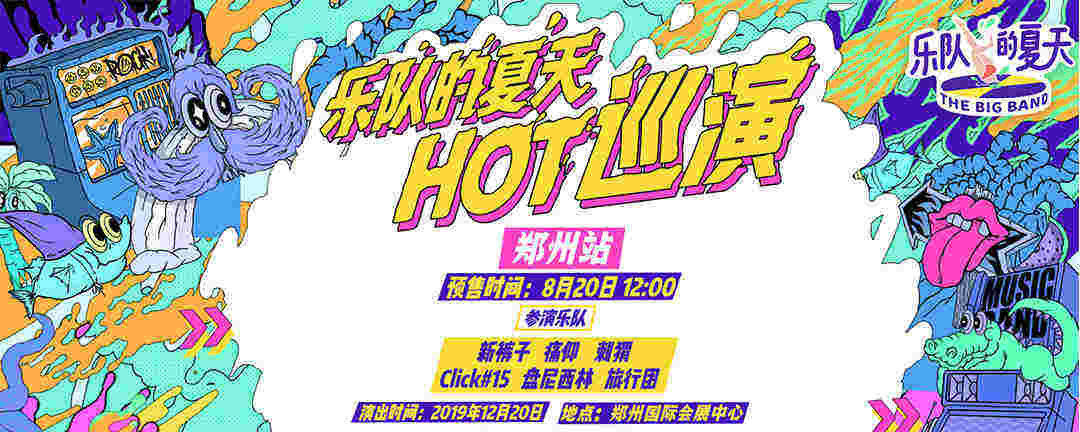 乐队的夏天
HOT巡演
乐队的夏天
THE BIG BAND
ROCK
郑州站
预售时间：8月20日 12:00
参演乐队
新裤子 痛仰 刺猬
Click#15 盘尼西林 旅行团
演出时间：2019年12月20日 地点：郑州国际会展中心
MUSIC